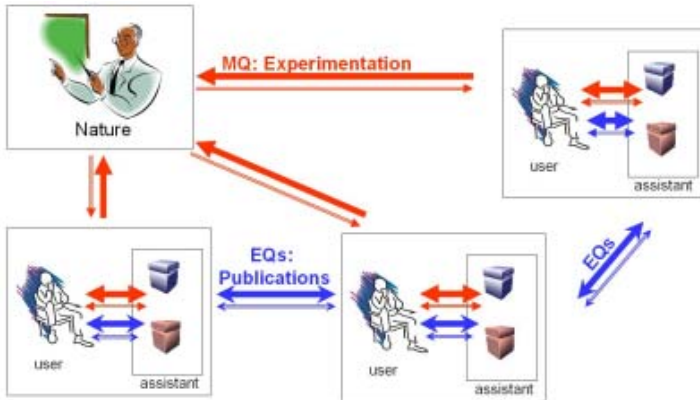 MQ: Experimentation
Nature
user
assistant
EQs:
Publications
EQs
user
assistant
user
assistant